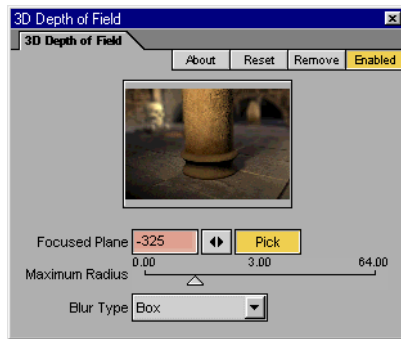 3D Depth of Field
3D Depth of Field
About Reset Remove Enabled
Focused Plane -325 Pick
0.00 3.00 64.00
Maximum Radius
Blur Type Box